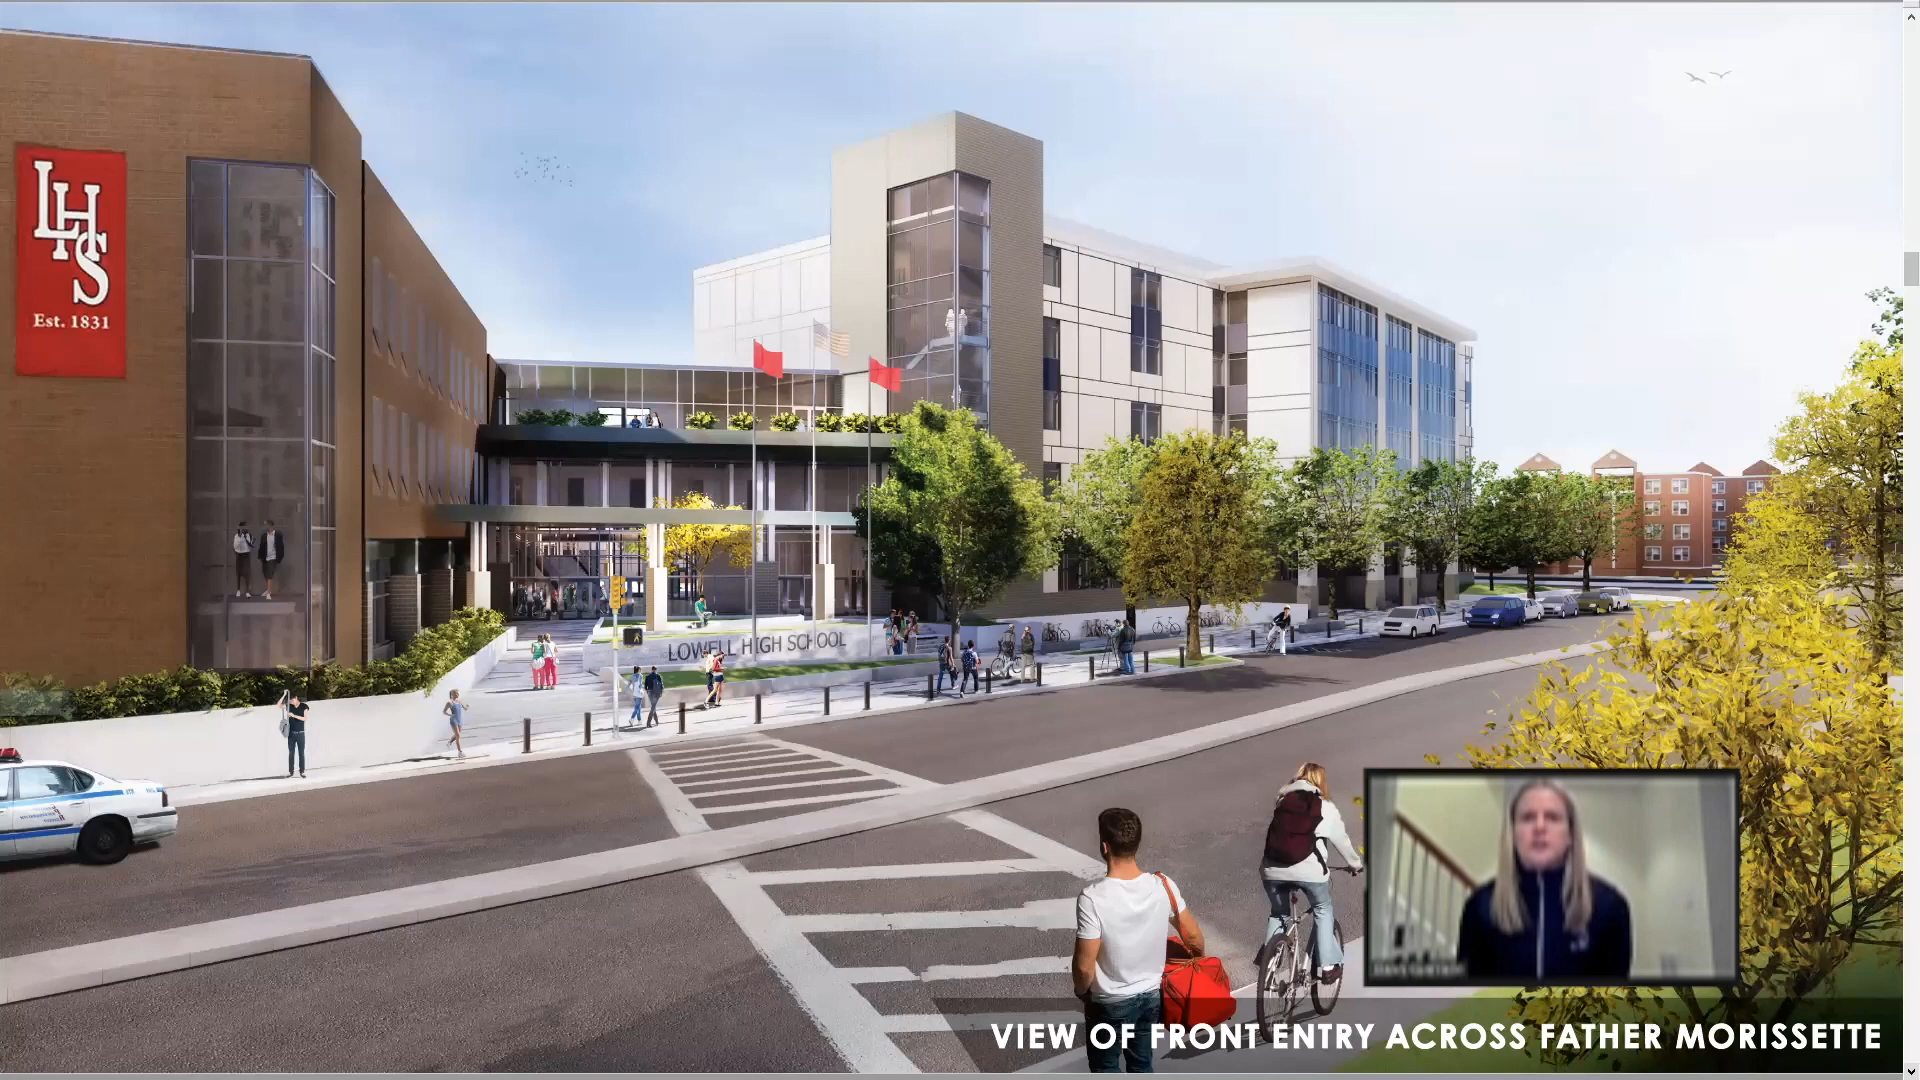 LHS
Est. 1831
LOWELL HIGH SCHOOL
VIEW OF FRONT ENTRY ACROSS FATHER MORISSETTE